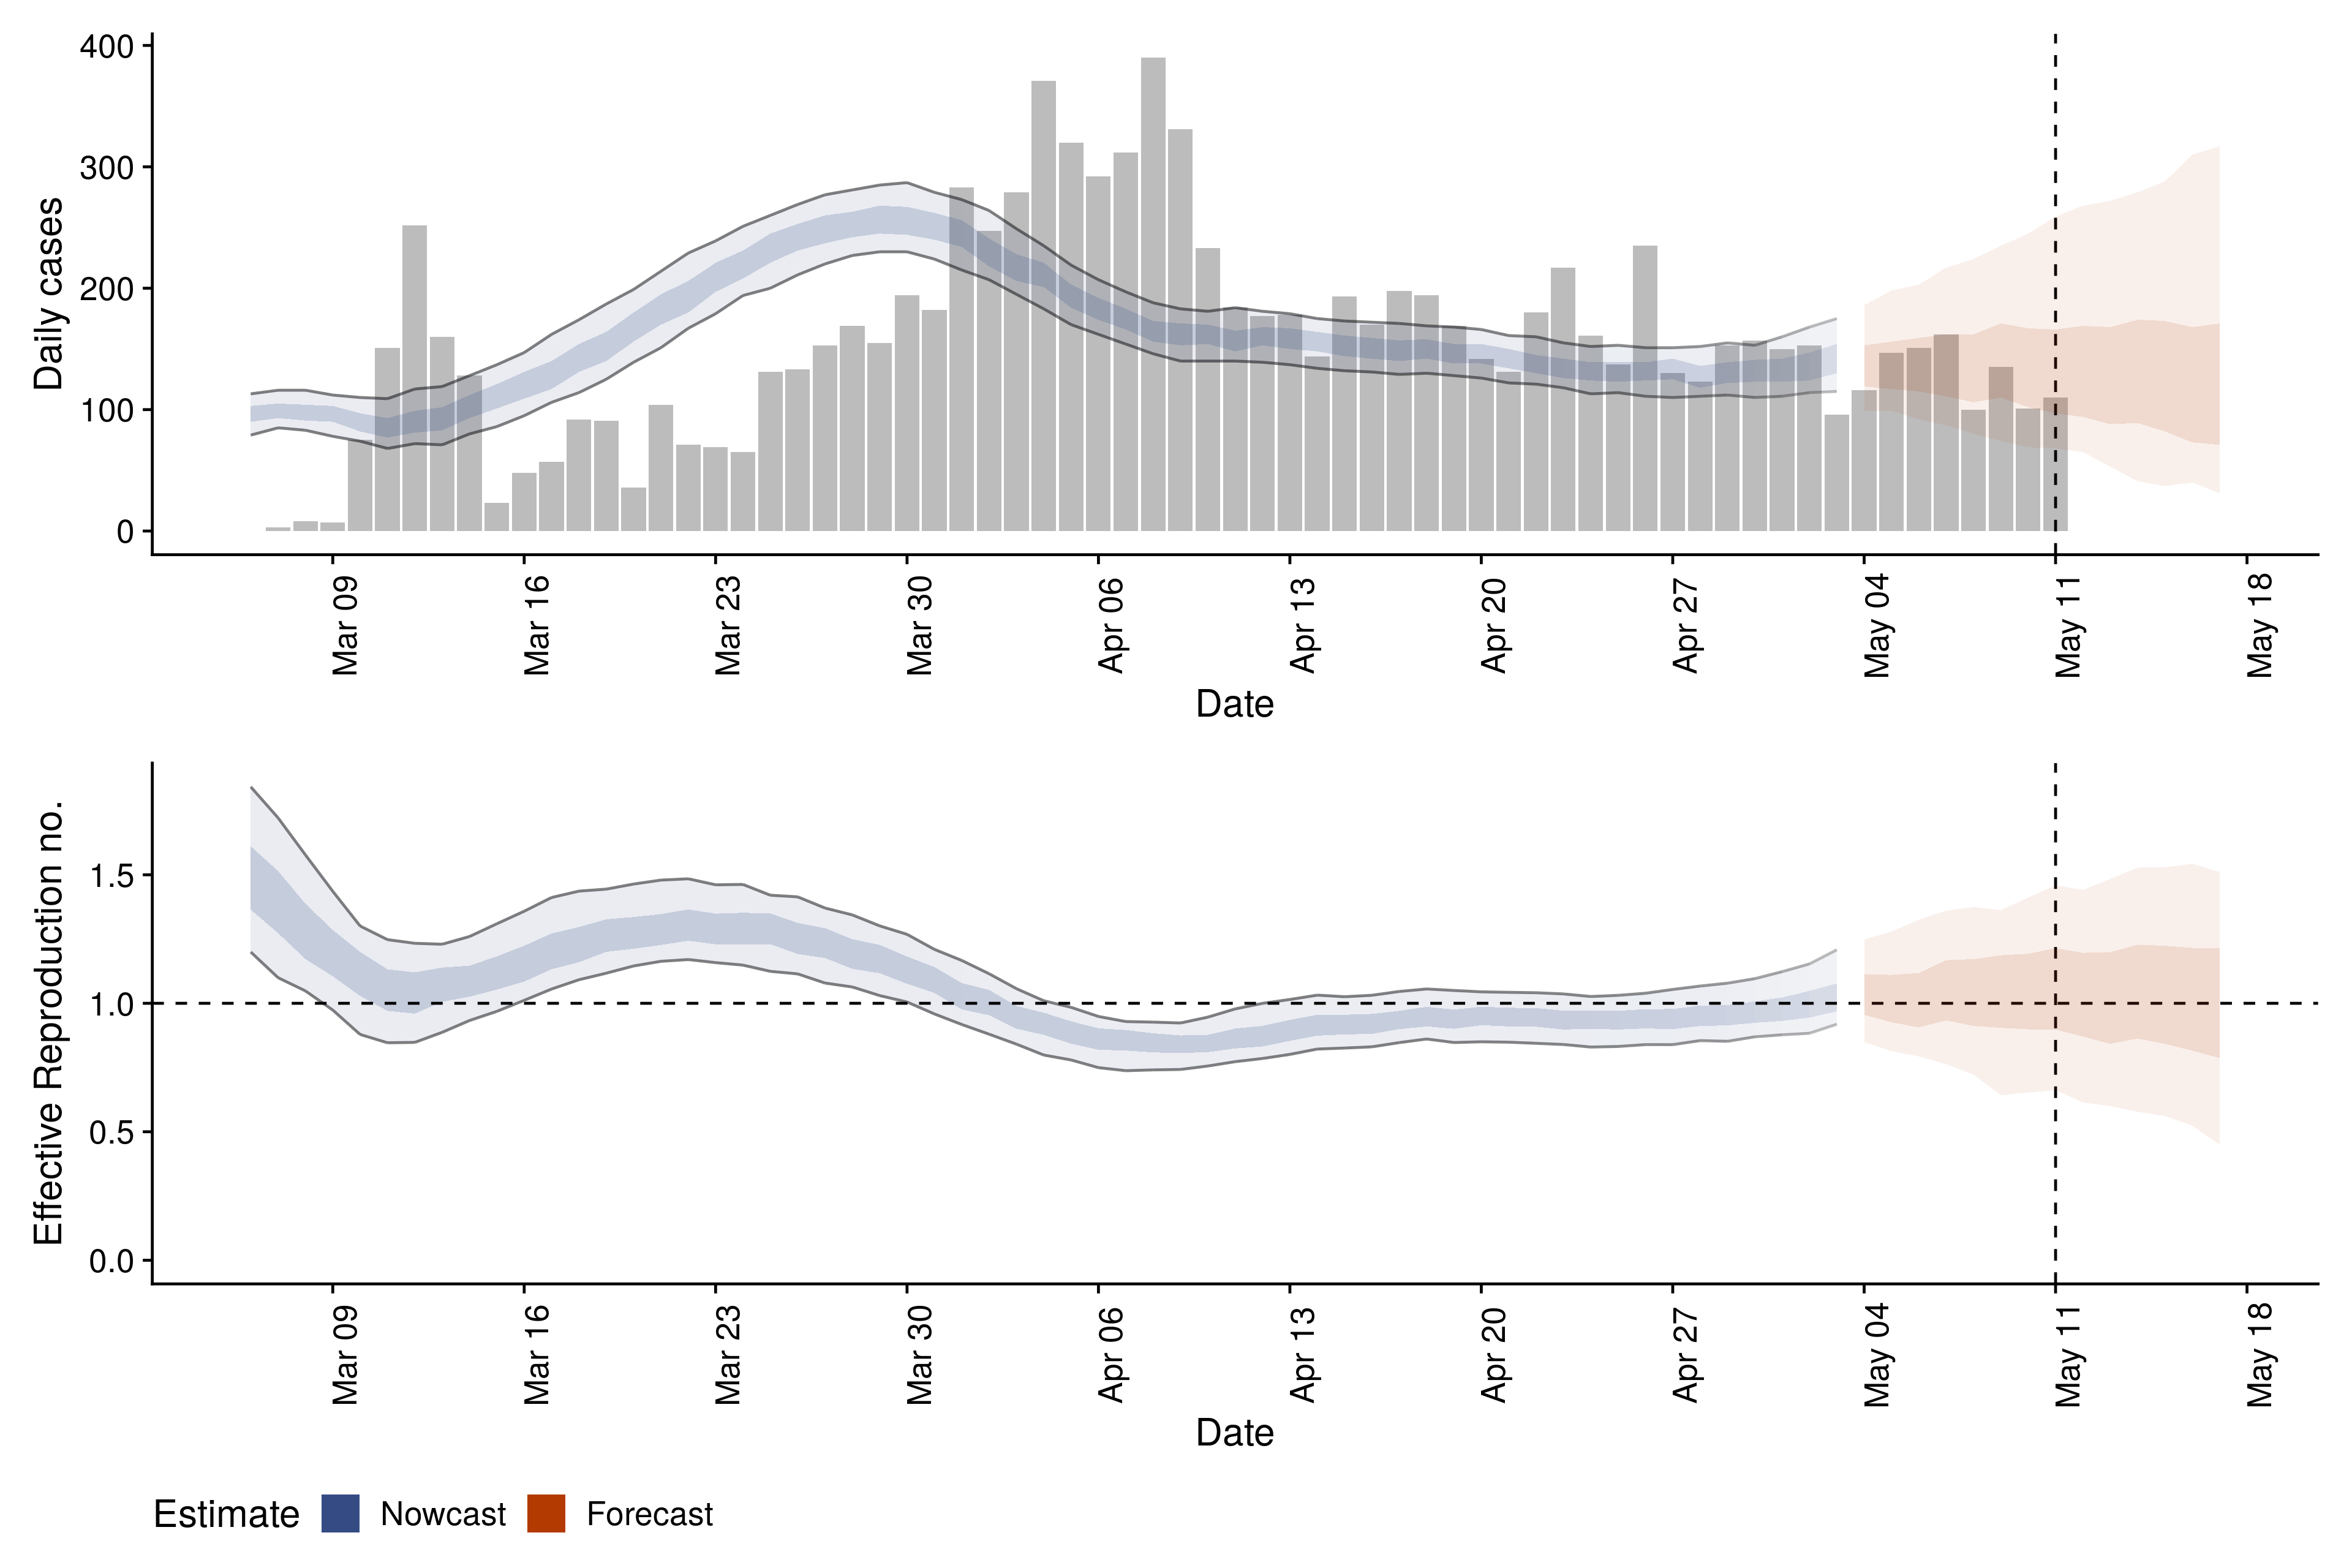 Daily cases
400
300
200
100
0
Mar 09
Mar 16
Mar 23
Mar 30
Apr 06
Apr 13
Apr 20
Apr 27
May 04
May 11
May 18
Date
Effective Reproduction no.
1.5
1.0
0.5
0.0
Mar 09
Mar 16
Mar 23
Mar 30
Apr 06
Apr 13
Apr 20
Apr 27
May 04
May 11
May 18
Date
Estimate Nowcast Forecast